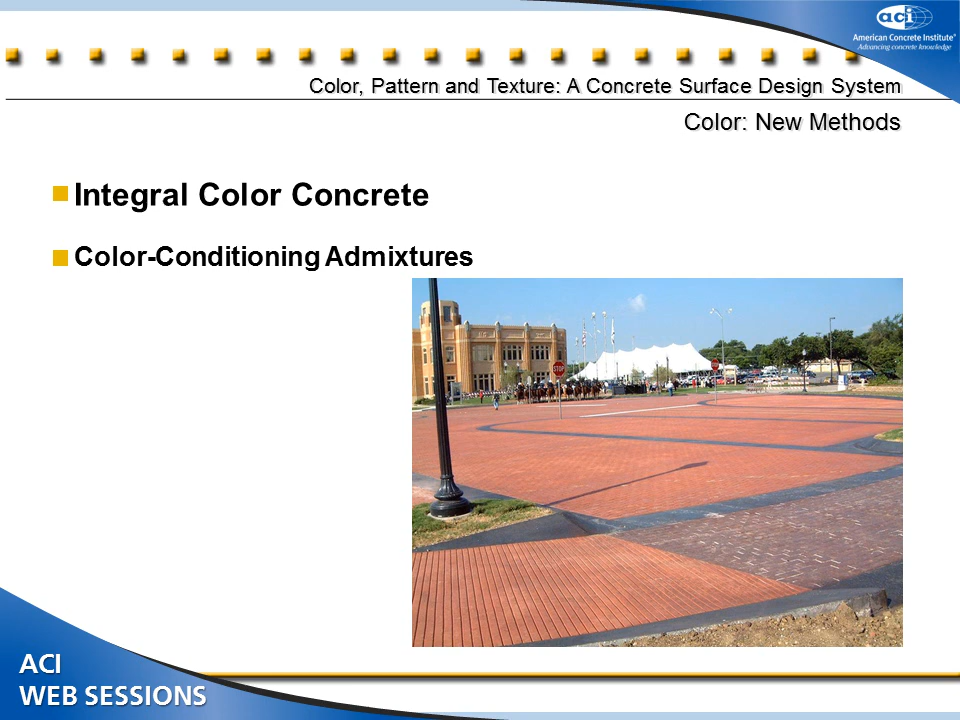 aci
American Concrete Institute®
Advancing concrete knowledge
Color, Pattern and Texture: A Concrete Surface Design System
Color: New Methods
Integral Color Concrete
Color-Conditioning Admixtures
STOP
ACI
WEB SESSIONS